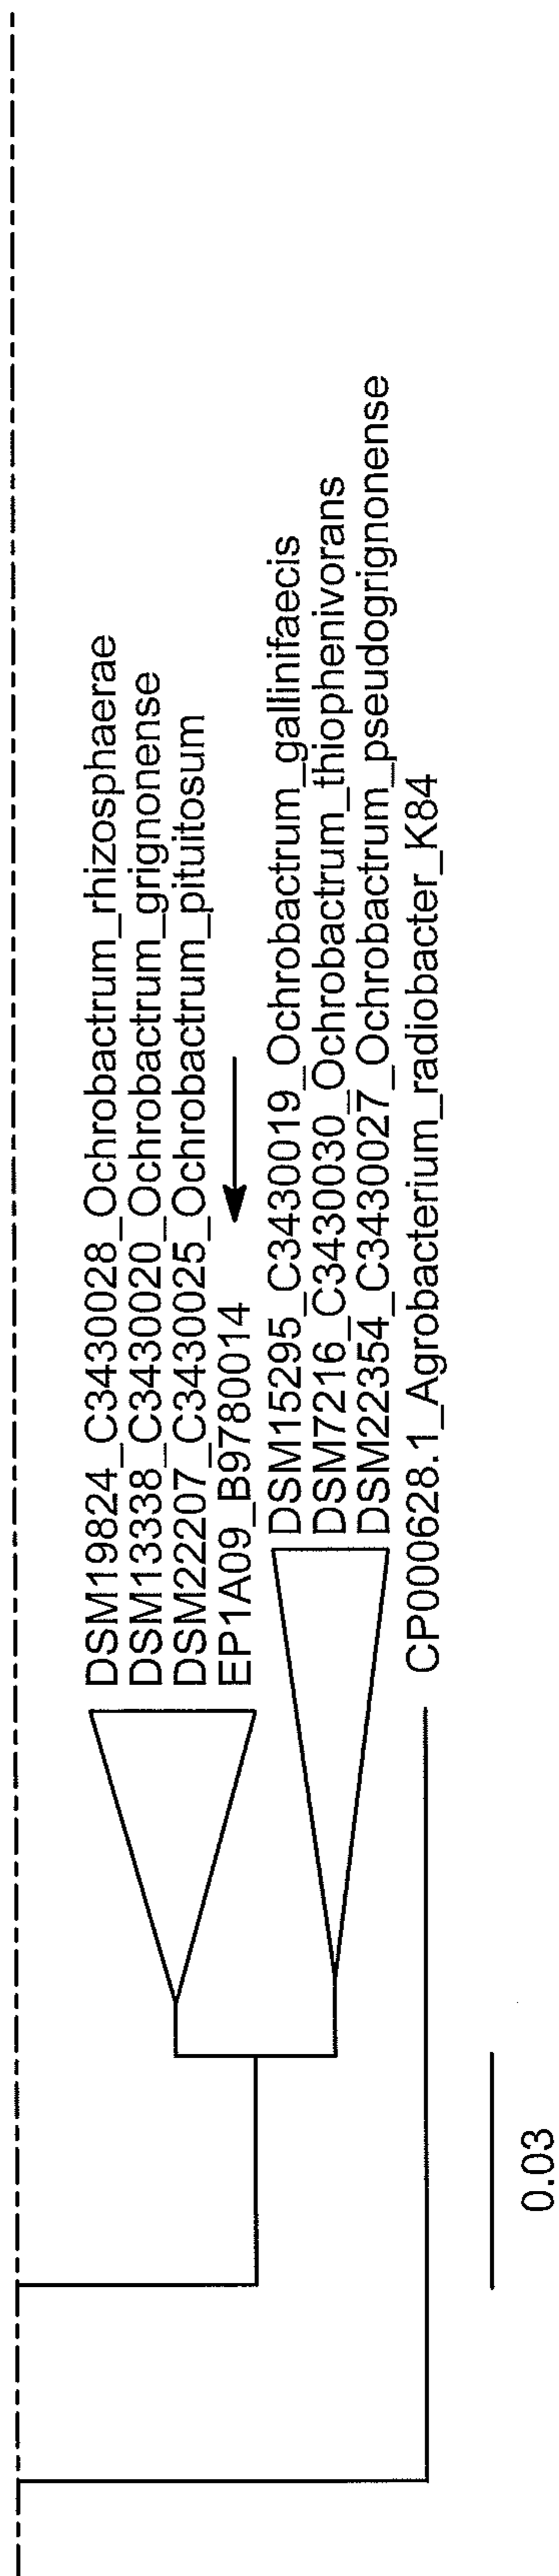 DSM19824_C3430028_Ochrobactrum_rhizosphaerae
DSM13338_C3430020_Ochrobactrum_grignonense
DSM22207_C3430025_Ochrobactrum_pituitosum
EP1A09_B9780014
DSM15295_C3430019_Ochrobactrum_gallinifaecis
DSM7216_C3430030_Ochrobactrum_thiophenivorans
DSM22354_C3430027_Ochrobactrum_pseudogrignonense
CP000628.1_Agrobacterium_radiobacter_K84
0.03